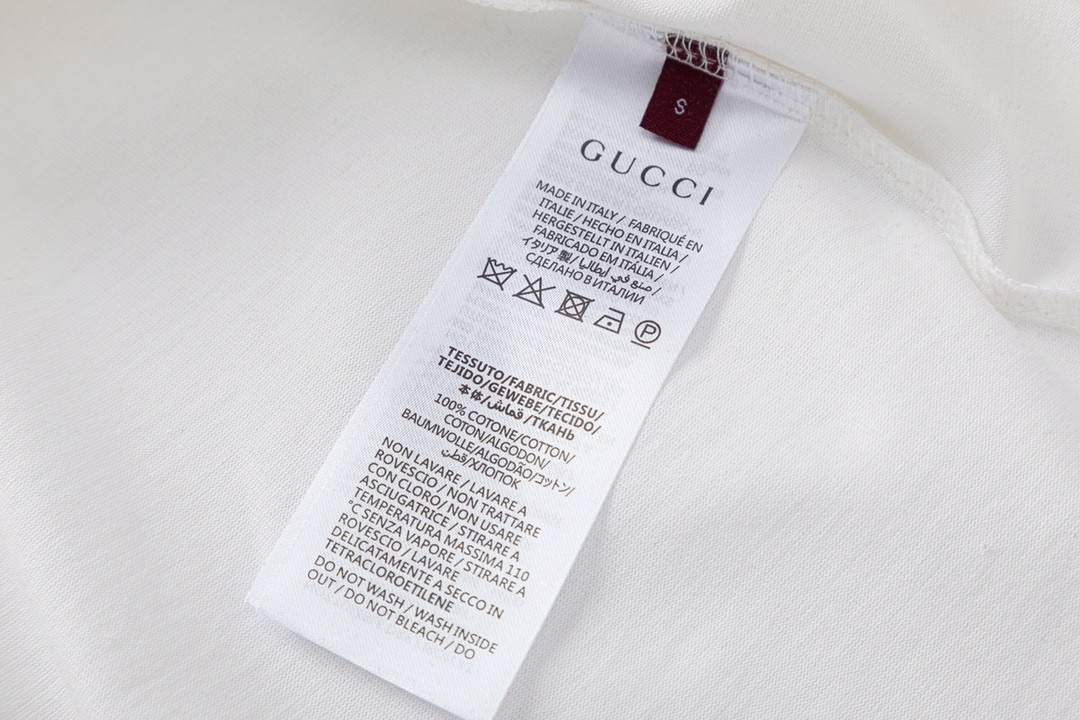 S
GUCCI
MADE IN ITALY / FABRIQUÉ EN
ITALIE / HECHO EN ITALIA /
HERGESTELLT IN ITALIEN /
FABRICADO EM ITÁLIA /
イタリア 製/ صنع في ايطاليا /
СДЕЛАНО В ИТАЛИИ
P
TESSUTO/FABRIC/TISSU/
TEJIDO/GEWEBE/TECIDO/
本体/قماش/ТКАНЬ
100% COTONE/COTTON/
COTON/ALGODON/
BAUMWOLLE/ALGODÃO/コットン/
قطن/ХЛОПОК
NON LAVARE / LAVARE A
ROVESCIO / NON TRATTARE
CON CLORO/ NON USARE
ASCIUGATRICE / STIRARE A
TEMPERATURA MASSIMA 110
°C SENZA VAPORE / STIRARE A
ROVESCIO / LAVARE
DELICATAMENTE A SECCO IN
TETRACLOROETILENE
DO NOT WASH / WASH INSIDE
OUT / DO NOT BLEACH / DO